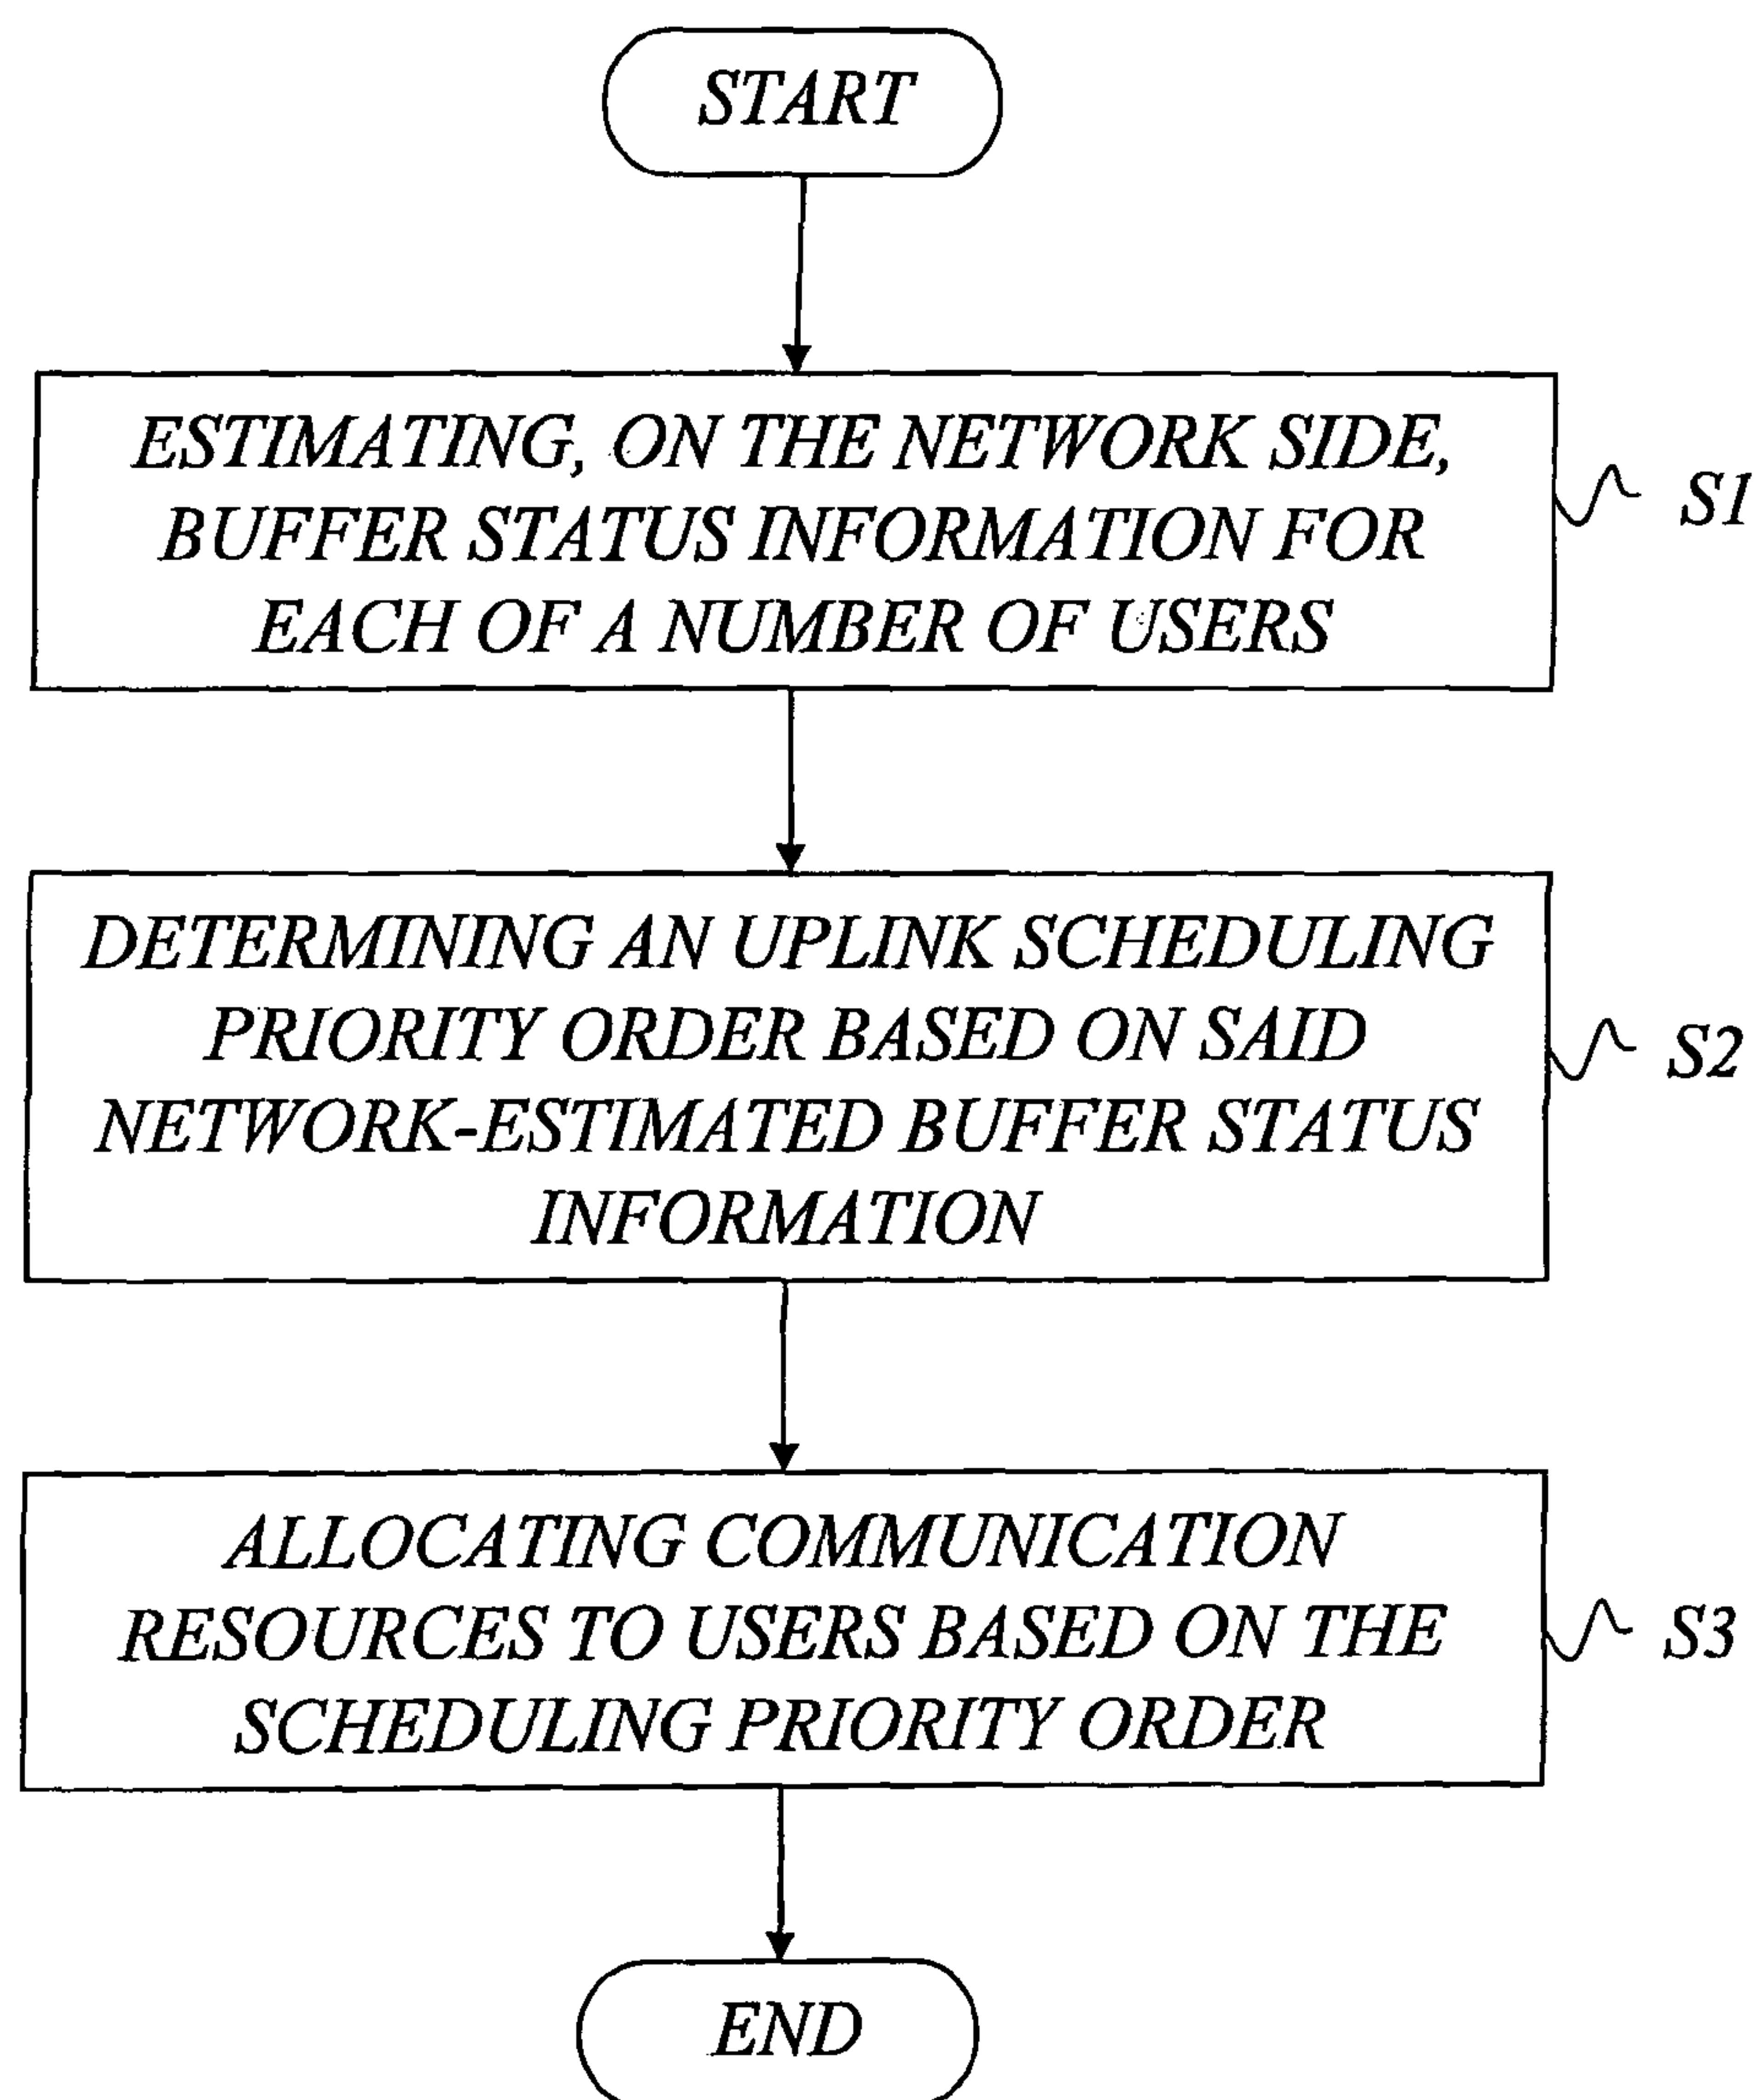 START
ESTIMATING, ON THE NETWORK SIDE,
BUFFER STATUS INFORMATION FOR
EACH OF A NUMBER OF USERS
S1
DETERMINING AN UPLINK SCHEDULING
PRIORITY ORDER BASED ON SAID
NETWORK-ESTIMATED BUFFER STATUS
INFORMATION
S2
ALLOCATING COMMUNICATION
RESOURCES TO USERS BASED ON THE
SCHEDULING PRIORITY ORDER
S3
END